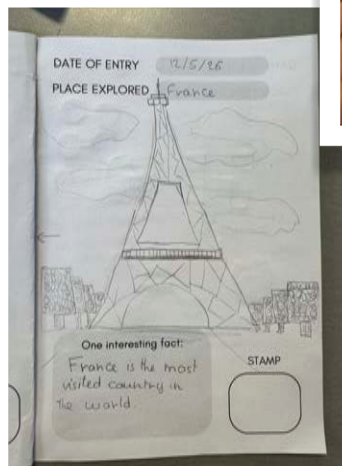 DATE OF ENTRY 12/5/26
PLACE EXPLORED France
One interesting fact:
France is the most
visited country in
the world.
STAMP